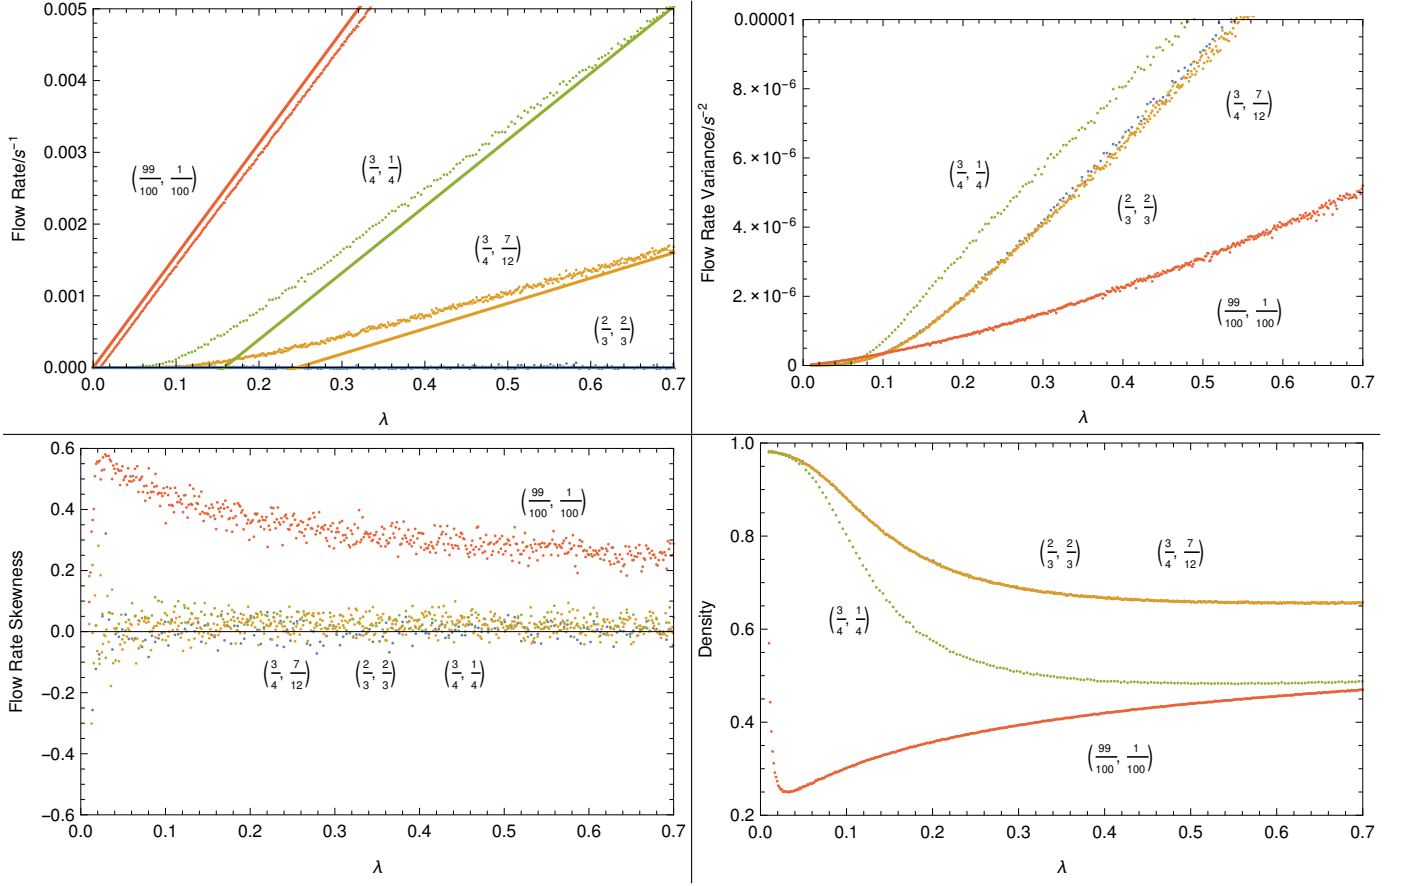 0.005
0.004
0.003
0.002
0.001
0.000
Flow Rate/s⁻¹
(99/100, 1/100)
(3/4, 1/4)
(3/4, 7/12)
(2/3, 2/3)
0.0 0.1 0.2 0.3 0.4 0.5 0.6 0.7
λ
0.00001
8. × 10⁻⁶
6. × 10⁻⁶
4. × 10⁻⁶
2. × 10⁻⁶
0
Flow Rate Variance/s⁻²
(3/4, 7/12)
(3/4, 1/4)
(2/3, 2/3)
(99/100, 1/100)
0.0 0.1 0.2 0.3 0.4 0.5 0.6 0.7
λ
0.6
0.4
0.2
0.0
−0.2
−0.4
−0.6
Flow Rate Skewness
(99/100, 1/100)
(3/4, 7/12) (2/3, 2/3) (3/4, 1/4)
0.0 0.1 0.2 0.3 0.4 0.5 0.6 0.7
λ
1.0
0.8
0.6
0.4
0.2
Density
(2/3, 2/3) (3/4, 7/12)
(3/4, 1/4)
(99/100, 1/100)
0.0 0.1 0.2 0.3 0.4 0.5 0.6 0.7
λ